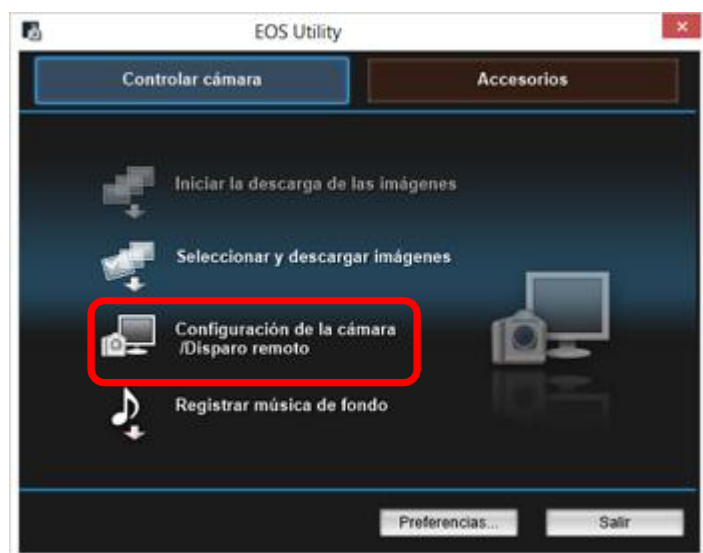 EOS Utility
Controlar cámara
Accesorios
Iniciar la descarga de las imágenes
Seleccionar y descargar imágenes
Configuración de la cámara
/Disparo remoto
Registrar música de fondo
Preferencias...
Salir